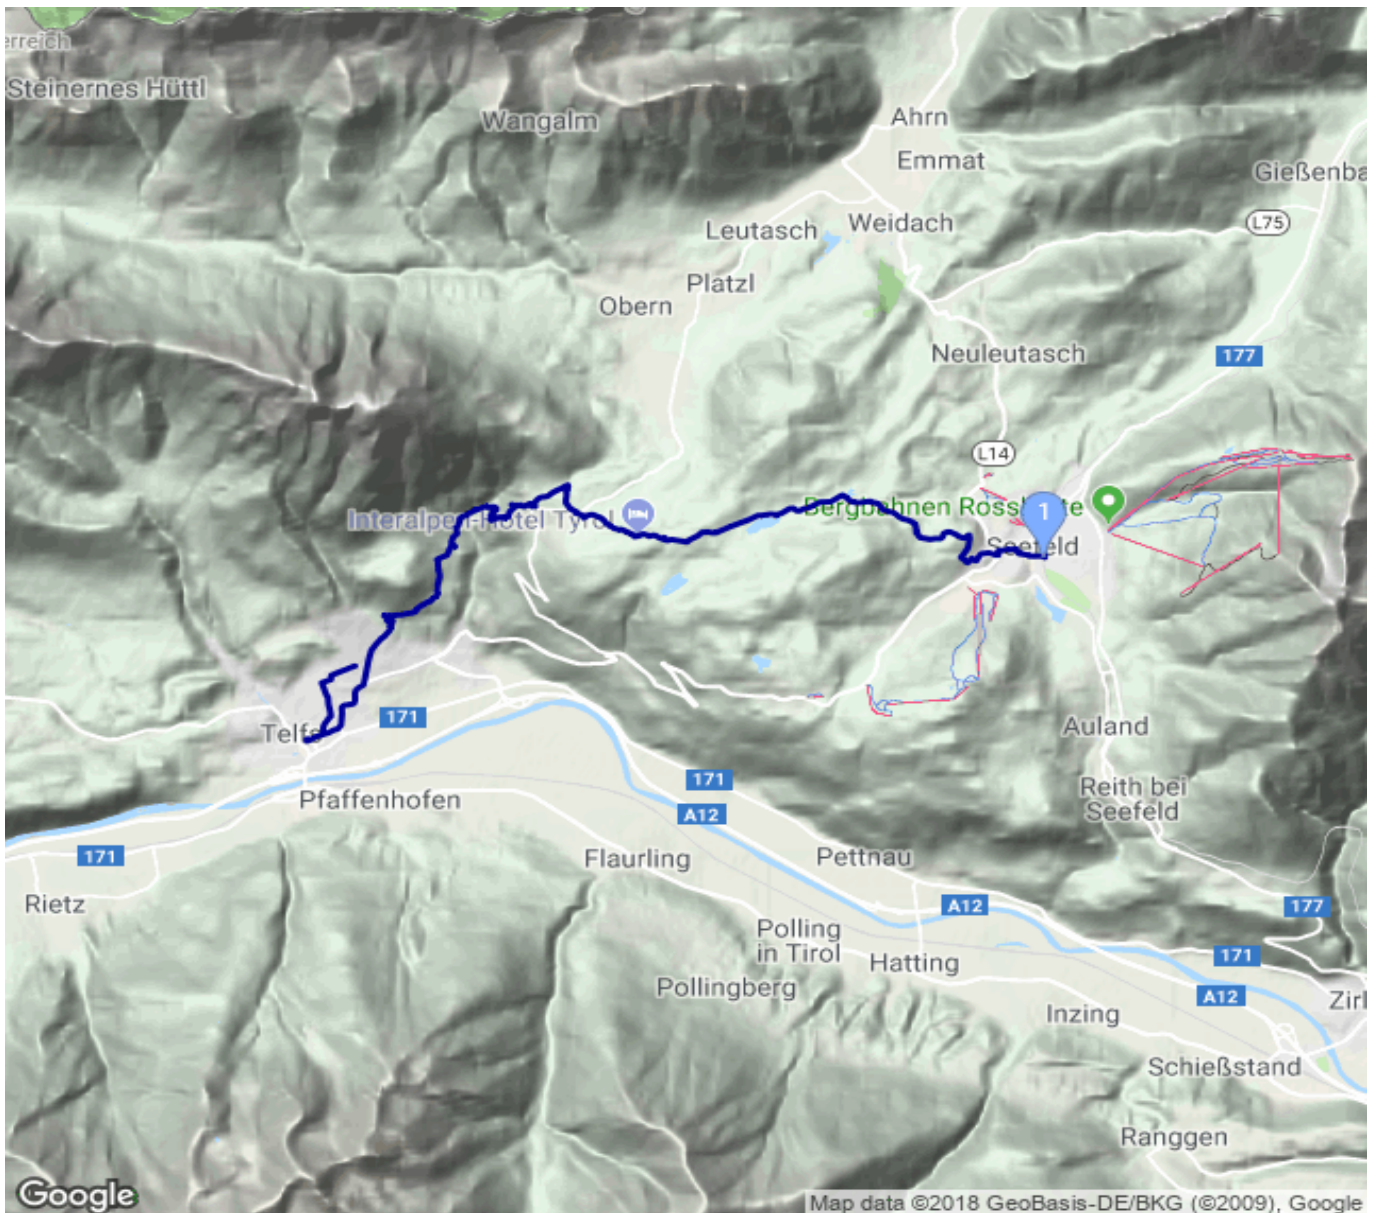 erreich
Steinernes Hüttl
Wangalm
Ahrn
Emmat
Gießenba
Leutasch
Weidach
L75
Platzl
Obern
Neuleutasch
177
L14
Interalpen-Hotel Tyrol
Bergbahnen Rosshütte
1
Seefeld
Telfs
171
Auland
Pfaffenhofen
171
A12
Reith bei
Seefeld
171
Flaurling
Pettnau
Rietz
A12
177
Polling
in Tirol
Hatting
171
Pollingberg
A12
Zirl
Inzing
Schießstand
Ranggen
Google
Map data ©2018 GeoBasis-DE/BKG (©2009), Google